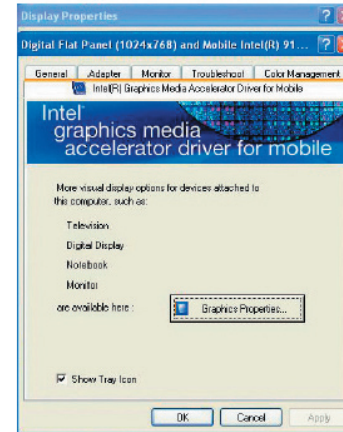 Display Properties
Digital Flat Panel (1024x768) and Mobile Intel(R) 91...
General Adapter Monitor Troubleshoot Color Management
Intel(R) Graphics Media Accelerator Driver for Mobile
Intel
graphics media
accelerator driver for mobile
More visual display options for devices attached to
this computer, such as:
Television
Digital Display
Notebook
Monitor
are available here :
Graphics Properties...
Show Tray Icon
OK Cancel Apply